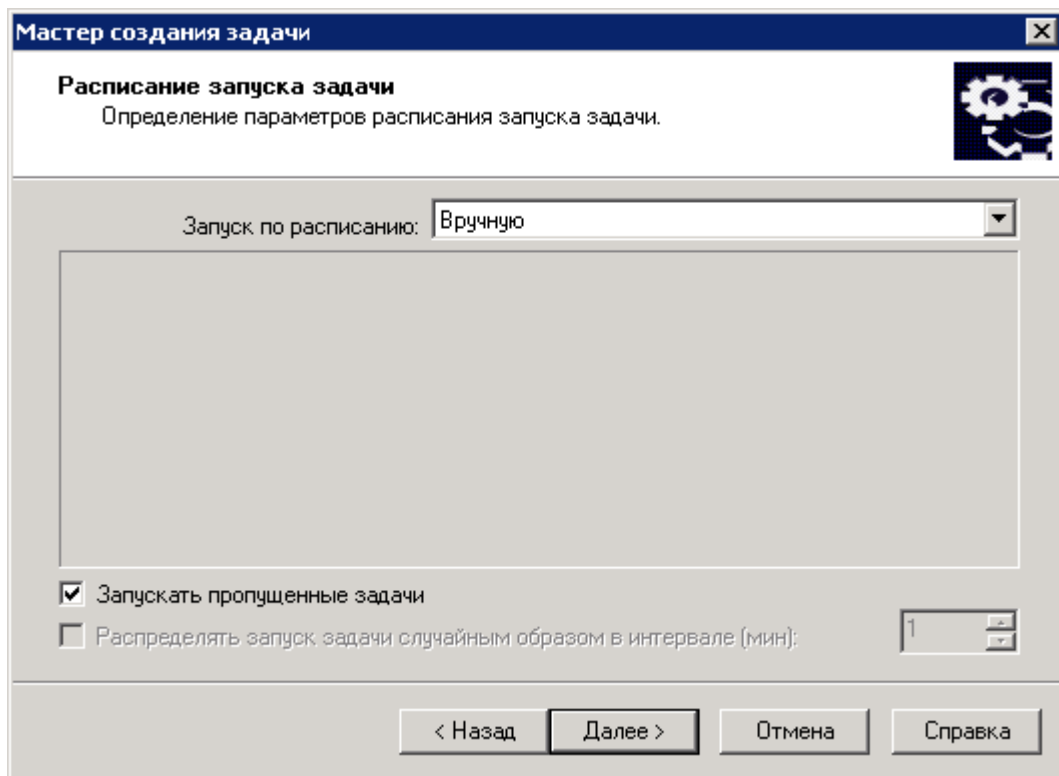 Мастер создания задачи
Расписание запуска задачи
Определение параметров расписания запуска задачи.
Запуск по расписанию: Вручную
Запускать пропущенные задачи
Распределять запуск задачи случайным образом в интервале (мин): 1
< Назад Далее > Отмена Справка